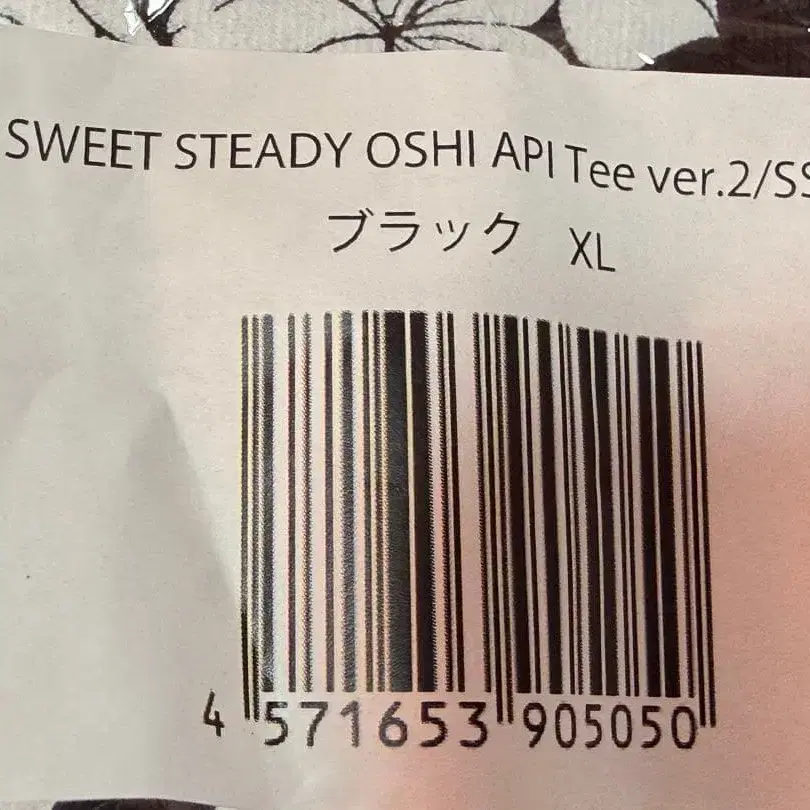 SWEET STEADY OSHI API Tee ver.2/SS
ブラック XL
4 571653 905050